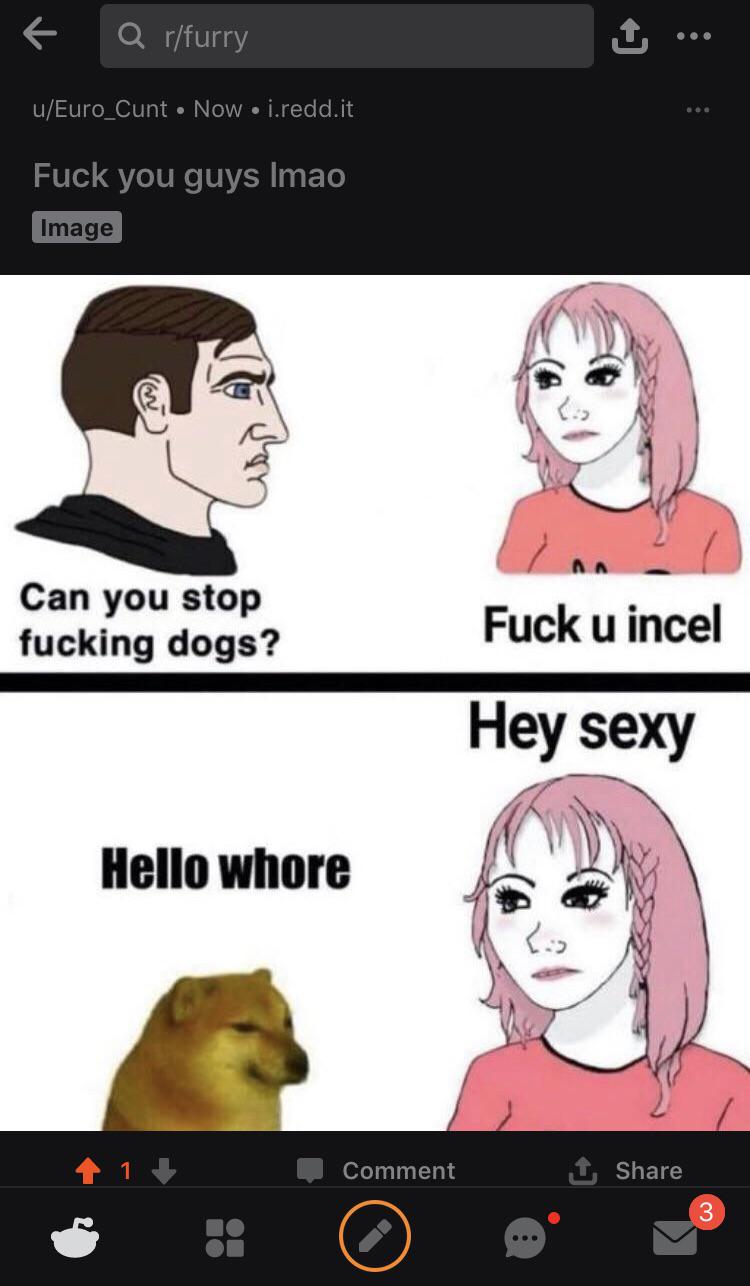 r/furry
u/Euro_Cunt • Now • i.redd.it
Fuck you guys lmao
Image
Can you stop
fucking dogs?
Fuck u incel
Hey sexy
Hello whore
1
Comment
Share
3